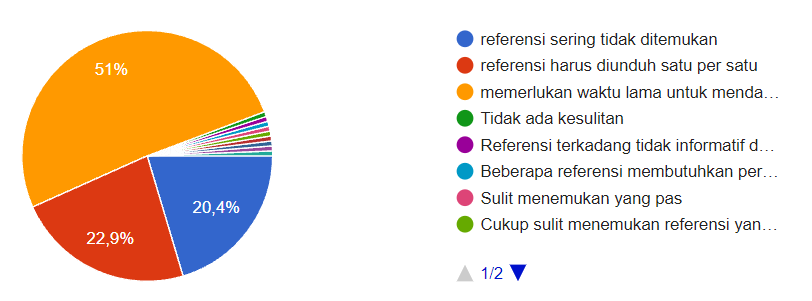 51%
22,9%
20,4%
referensi sering tidak ditemukan
referensi harus diunduh satu per satu
memerlukan waktu lama untuk menda…
Tidak ada kesulitan
Referensi terkadang tidak informatif d…
Beberapa referensi membutuhkan per…
Sulit menemukan yang pas
Cukup sulit menemukan referensi yan…
1/2